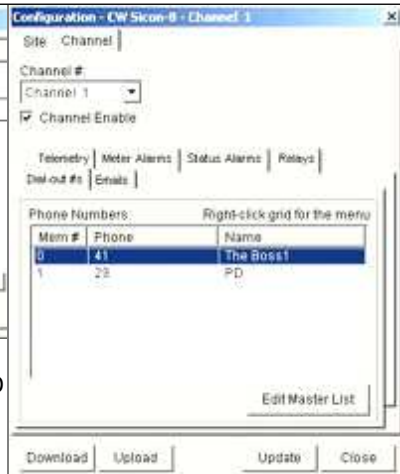 Configuration - CW Sicon-8 - Channel 1
Site Channel
Channel #
Channel 1
Channel Enable
Telemetry Meter Alarms Status Alarms Relays
Dial-out #s Emails
Phone Numbers Right-click grid for the menu
Mem # Phone Name
0 41 The Boss1
1 29 PD
Edit Master List
Download Upload Update Close